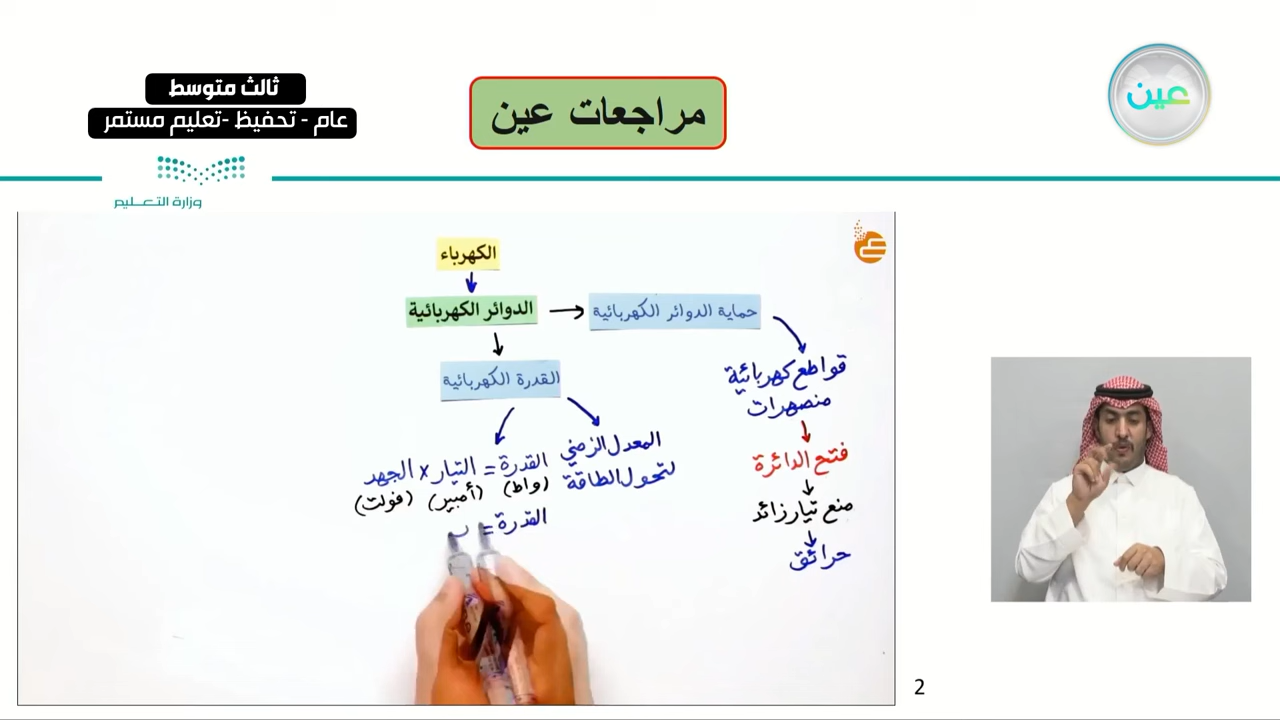 ثالث متوسط
عام - تحفيظ -تعليم مستمر
مراجعات عين
عين
وزارة التعـليم
الكهرباء
الدوائر الكهربائية
حماية الدوائر الكهربائية
القدرة الكهربائية
قواطع كهربائية
منصهرات
فتح الدائرة
منع تيار زائد
حرائق
المعدل الزمني
لتحول الطاقة
القدرة = التيار × الجهد
(واط) (أمبير) (فولت)
القدرة =
2